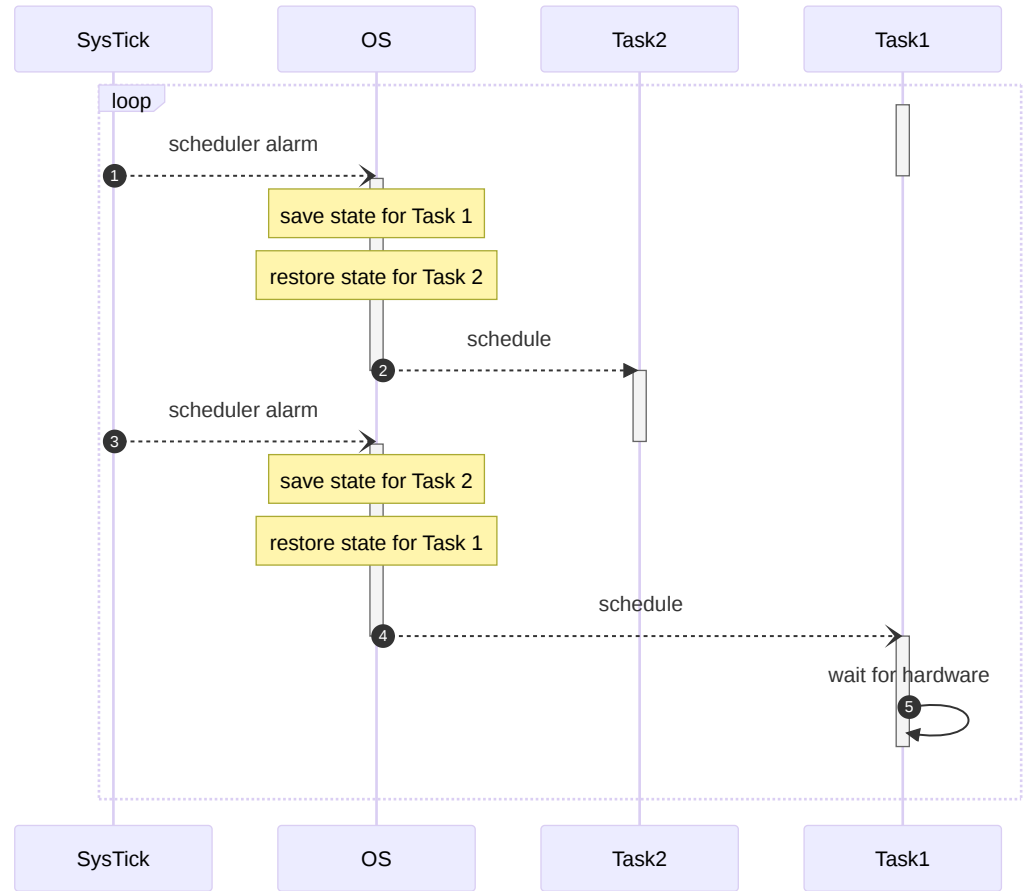 SysTick
OS
Task2
Task1
loop
scheduler alarm
1
save state for Task 1
restore state for Task 2
schedule
2
scheduler alarm
3
save state for Task 2
restore state for Task 1
schedule
4
wait for hardware
5
SysTick
OS
Task2
Task1